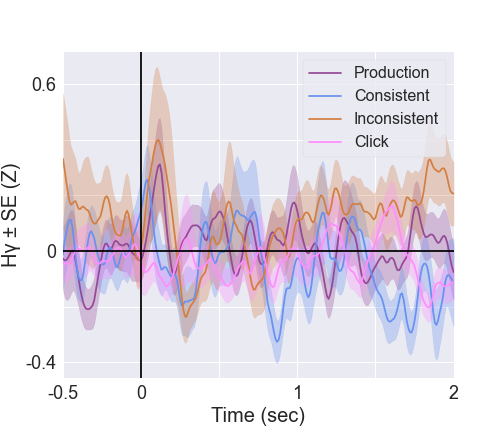 Production
Consistent
Inconsistent
Click
Hγ ± SE (Z)
0.6
0
-0.4
-0.5 0 1 2
Time (sec)